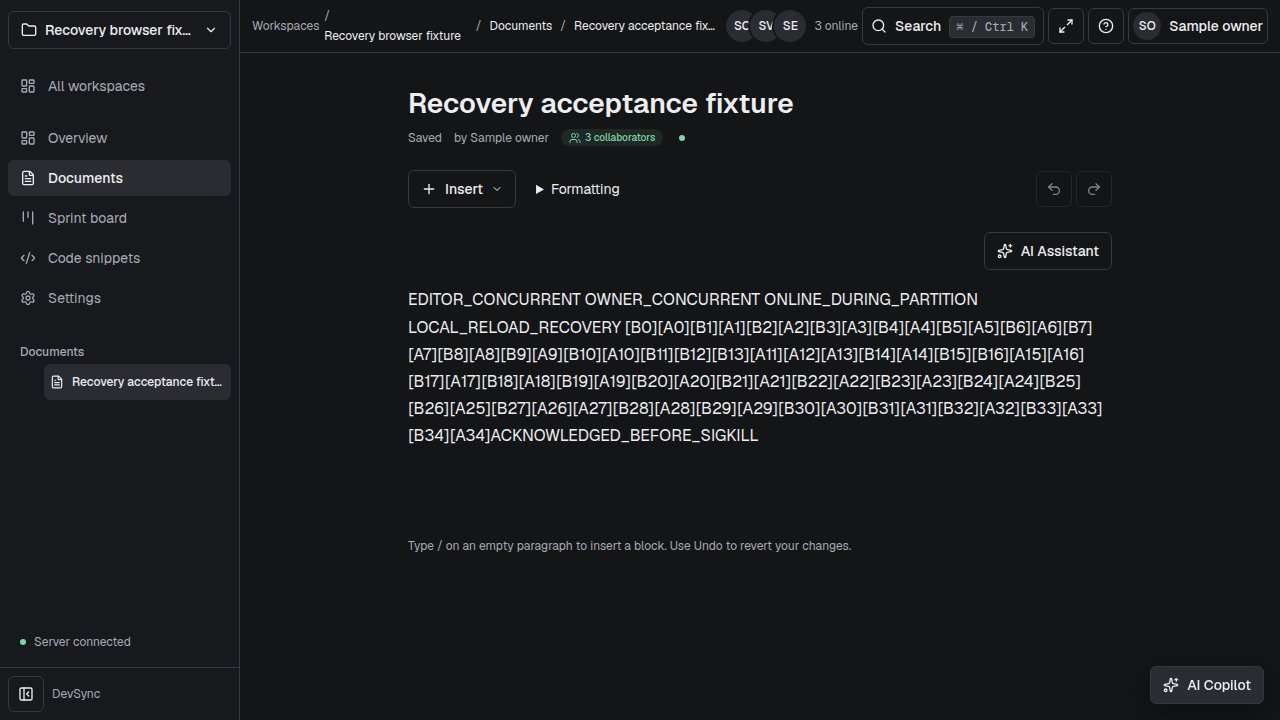 Recovery browser fix...
All workspaces
Overview
Documents
Sprint board
Code snippets
Settings
Documents
Recovery acceptance fixt...
Server connected
DevSync
Workspaces / Recovery browser fixture / Documents / Recovery acceptance fix...
SO SV SE 3 online
Search ⌘ / Ctrl K
SO Sample owner
Recovery acceptance fixture
Saved by Sample owner 3 collaborators
Insert Formatting
AI Assistant
EDITOR_CONCURRENT OWNER_CONCURRENT ONLINE_DURING_PARTITION
LOCAL_RELOAD_RECOVERY [B0][A0][B1][A1][B2][A2][B3][A3][B4][A4][B5][A5][B6][A6][B7]
[A7][B8][A8][B9][A9][B10][A10][B11][B12][B13][A11][A12][A13][B14][A14][B15][B16][A15][A16]
[B17][A17][B18][A18][B19][A19][B20][A20][B21][A21][B22][A22][B23][A23][B24][A24][B25]
[B26][A25][B27][A26][A27][B28][A28][B29][A29][B30][A30][B31][A31][B32][A32][B33][A33]
[B34][A34]ACKNOWLEDGED_BEFORE_SIGKILL
Type / on an empty paragraph to insert a block. Use Undo to revert your changes.
AI Copilot